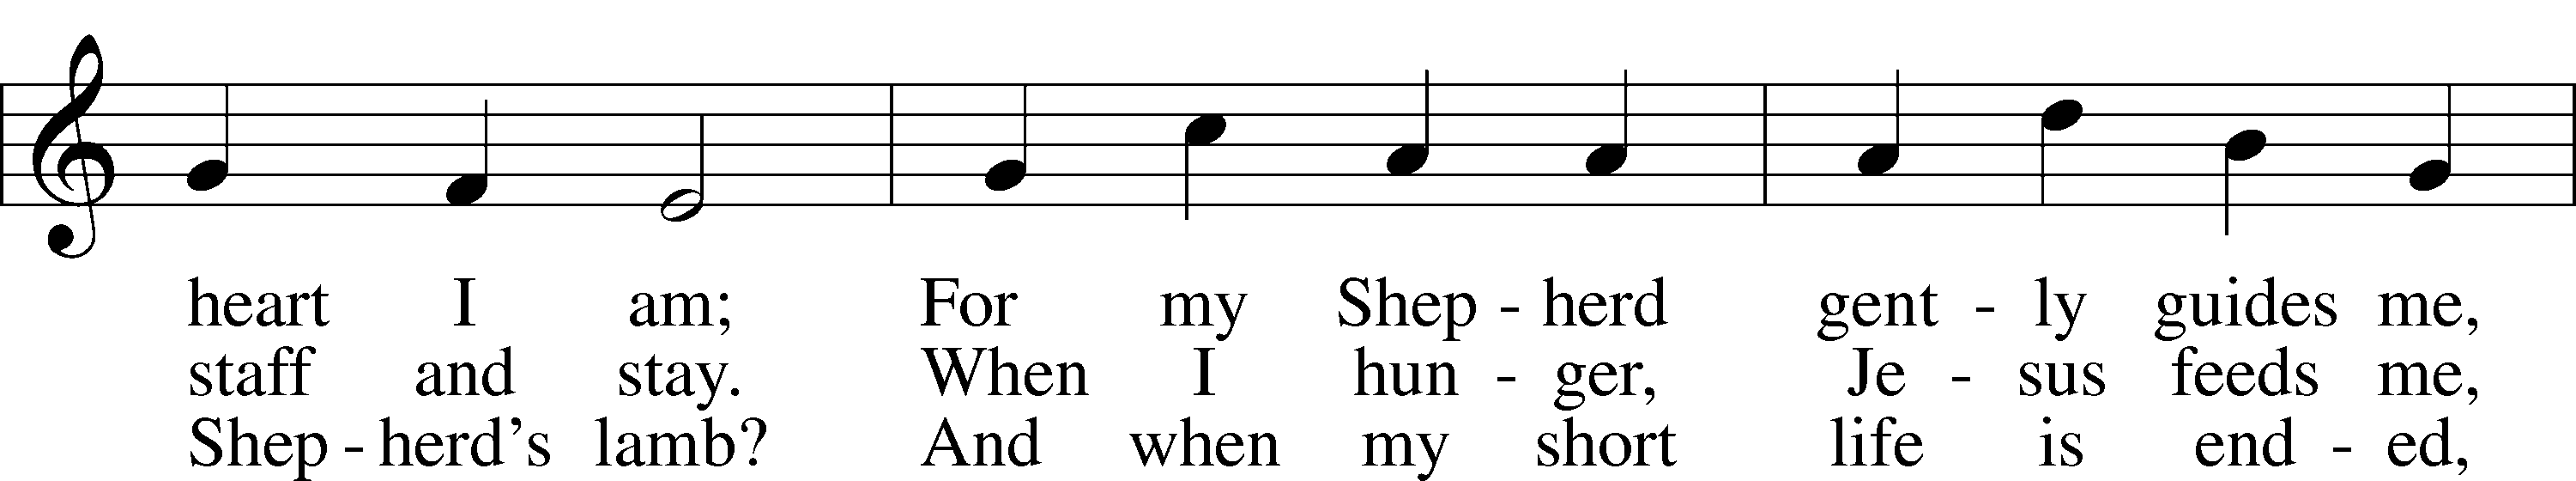 heart I am; For my Shep - herd gent - ly guides me,
staff and stay. When I hun - ger, Je - sus feeds me,
Shep - herd’s lamb? And when my short life is end - ed,